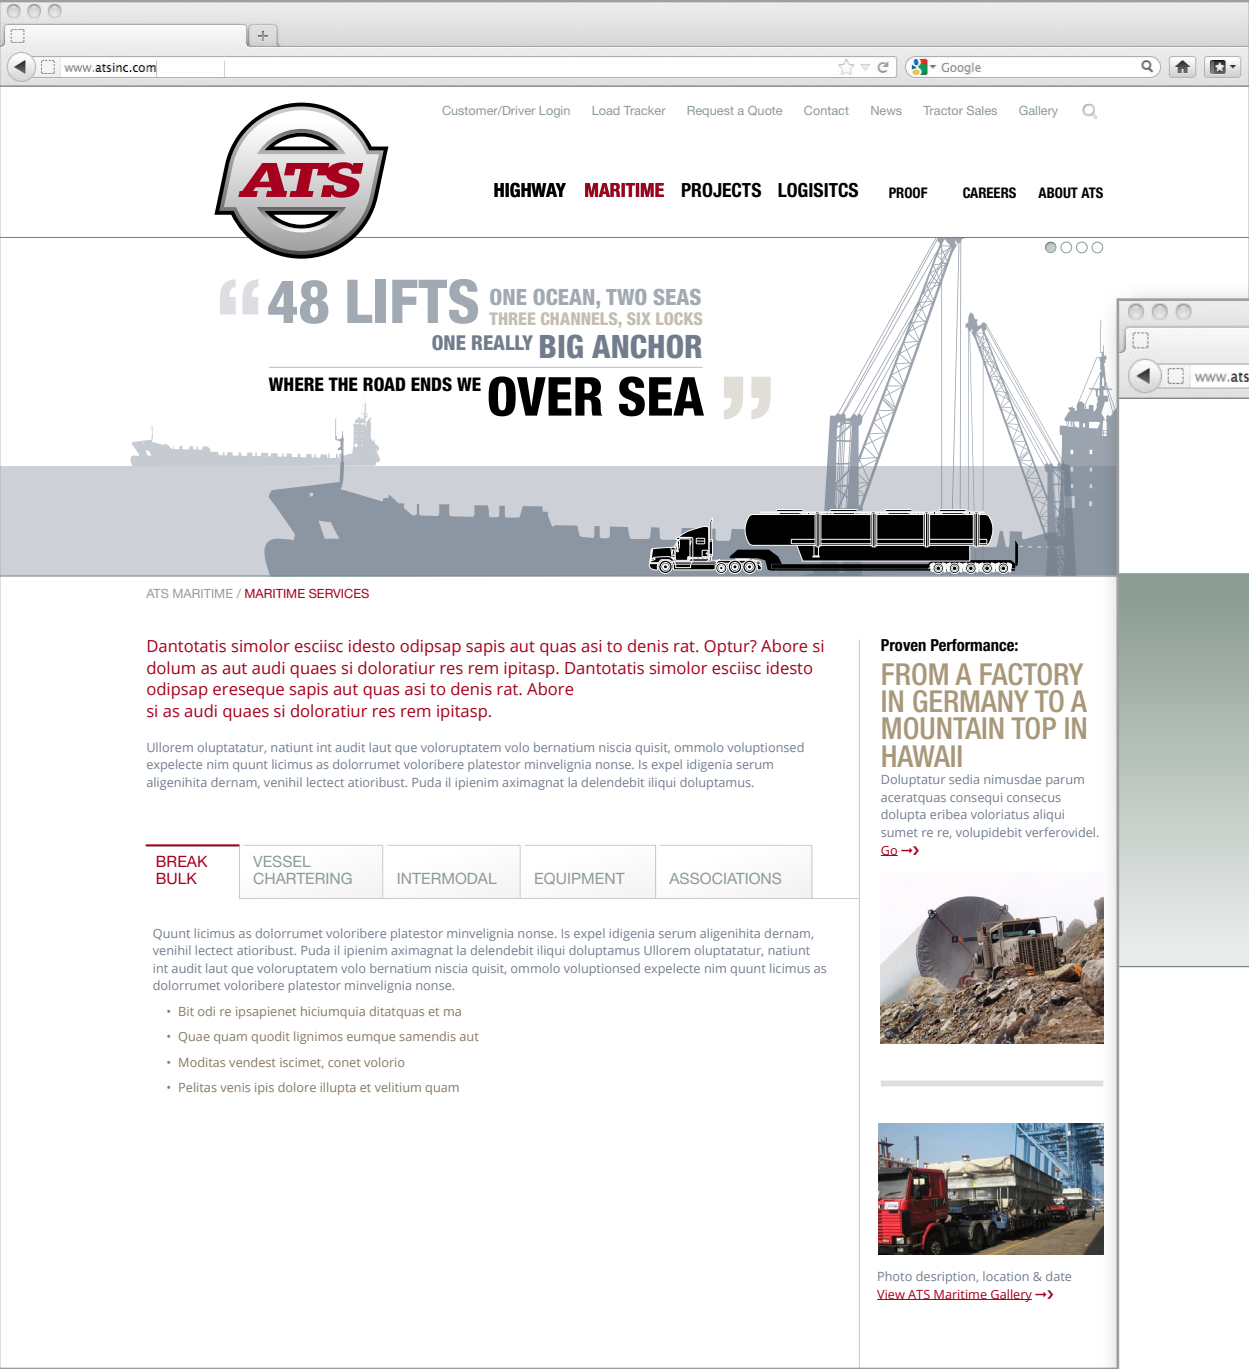 www.atsinc.com
Google
Customer/Driver Login Load Tracker Request a Quote Contact News Tractor Sales Gallery
ATS
HIGHWAY MARITIME PROJECTS LOGISITCS PROOF CAREERS ABOUT ATS
“48 LIFTS ONE OCEAN, TWO SEAS
THREE CHANNELS, SIX LOCKS
ONE REALLY BIG ANCHOR
WHERE THE ROAD ENDS WE OVER SEA”
www.ats
ATS MARITIME / MARITIME SERVICES
Dantotatis simolor esciisc idesto odipsap sapis aut quas asi to denis rat. Optur? Abore si
dolum as aut audi quaes si doloratiur res rem ipitasp. Dantotatis simolor esciisc idesto
odipsap ereseque sapis aut quas asi to denis rat. Abore
si as audi quaes si doloratiur res rem ipitasp.
Ullorem oluptatatur, natiunt int audit laut que voloruptatem volo bernatium niscia quisit, ommolo voluptionsed
expelecte nim quunt licimus as dolorrumet voloribere platestor minvelignia nonse. Is expel idigenia serum
aligenihita dernam, venihil lectect atioribust. Puda il ipienim aximagnat la delendebit iliqui doluptamus.
BREAK
BULK
VESSEL
CHARTERING
INTERMODAL
EQUIPMENT
ASSOCIATIONS
Quunt licimus as dolorrumet voloribere platestor minvelignia nonse. Is expel idigenia serum aligenihita dernam,
venihil lectect atioribust. Puda il ipienim aximagnat la delendebit iliqui doluptamus Ullorem oluptatatur, natiunt
int audit laut que voloruptatem volo bernatium niscia quisit, ommolo voluptionsed expelecte nim quunt licimus as
dolorrumet voloribere platestor minvelignia nonse.
• Bit odi re ipsapienet hiciumquia ditatquas et ma
• Quae quam quodit lignimos eumque samendis aut
• Moditas vendest iscimet, conet volorio
• Pelitas venis ipis dolore illupta et velitium quam
Proven Performance:
FROM A FACTORY
IN GERMANY TO A
MOUNTAIN TOP IN
HAWAII
Doluptatur sedia nimusdae parum
aceratquas consequi consecus
dolupta eribea voloriatus aliqui
sumet re re, volupidebit verferovidel.
Go
Photo desription, location & date
View ATS Maritime Gallery